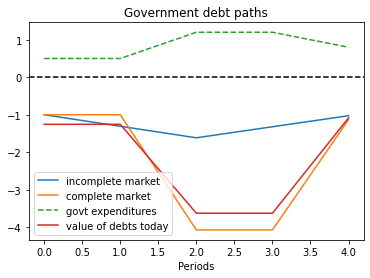 Government debt paths
1
0
−1
−2
−3
−4
incomplete market
complete market
govt expenditures
value of debts today
0.0 0.5 1.0 1.5 2.0 2.5 3.0 3.5 4.0
Periods